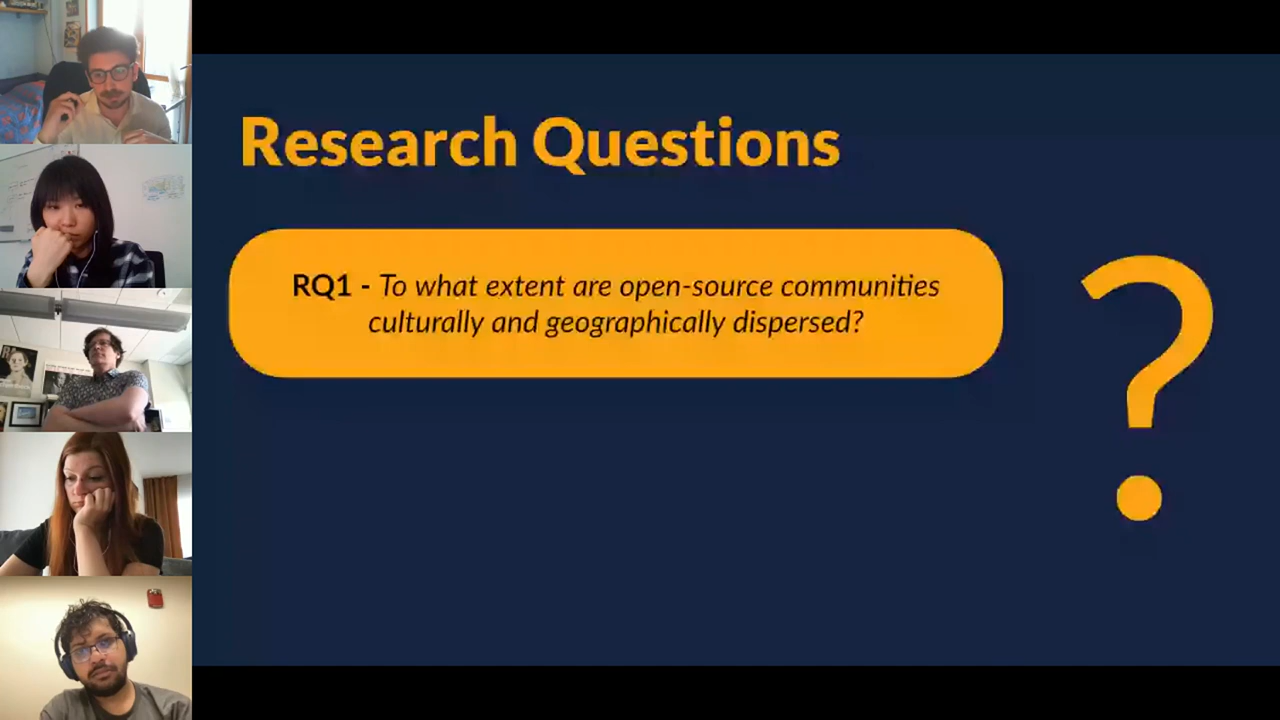 Research Questions
RQ1 - To what extent are open-source communities
culturally and geographically dispersed?
?